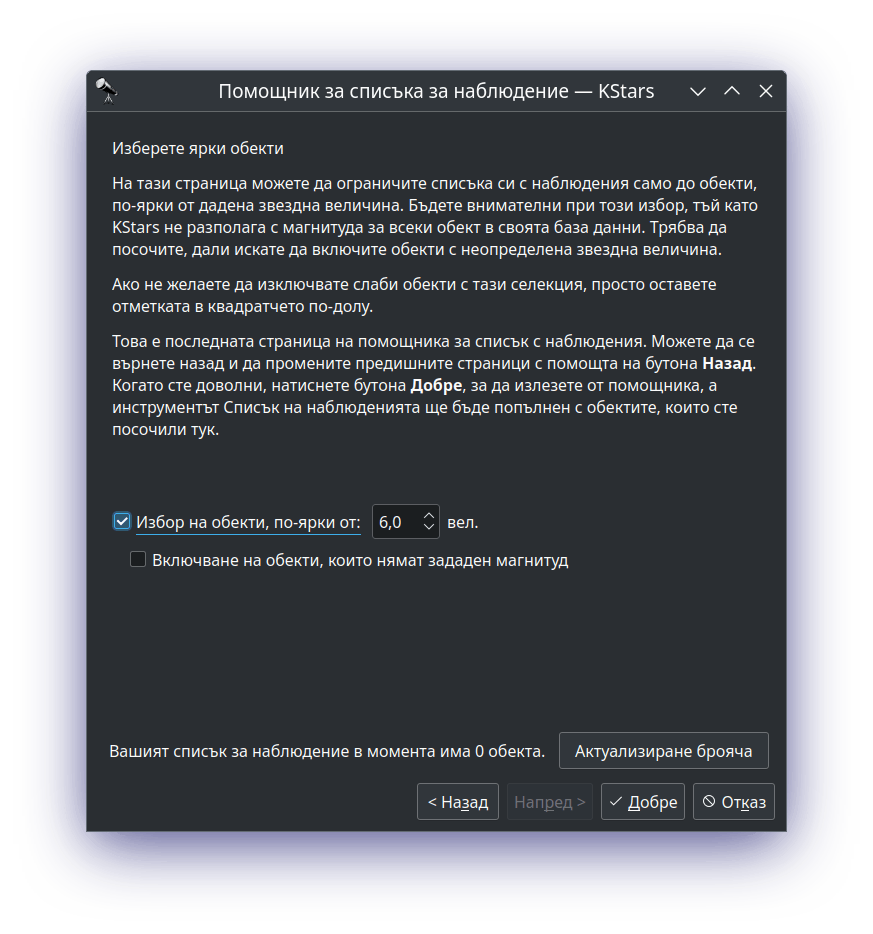 Помощник за списъка за наблюдение — KStars
Изберете ярки обекти
На тази страница можете да ограничите списъка си с наблюдения само до обекти,
по-ярки от дадена звездна величина. Бъдете внимателни при този избор, тъй като
KStars не разполага с магнитуда за всеки обект в своята база данни. Трябва да
посочите, дали искате да включите обекти с неопределена звездна величина.
Ако не желаете да изключвате слаби обекти с тази селекция, просто оставете
отметката в квадратчето по-долу.
Това е последната страница на помощника за списък с наблюдения. Можете да се
върнете назад и да промените предишните страници с помощта на бутона Назад.
Когато сте доволни, натиснете бутона Добре, за да излезете от помощника, а
инструментът Списък на наблюденията ще бъде попълнен с обектите, които сте
посочили тук.
Избор на обекти, по-ярки от: 6,0 вел.
Включване на обекти, които нямат зададен магнитуд
Вашият списък за наблюдение в момента има 0 обекта. Актуализиране брояча
< Назад Напред > Добре Отказ